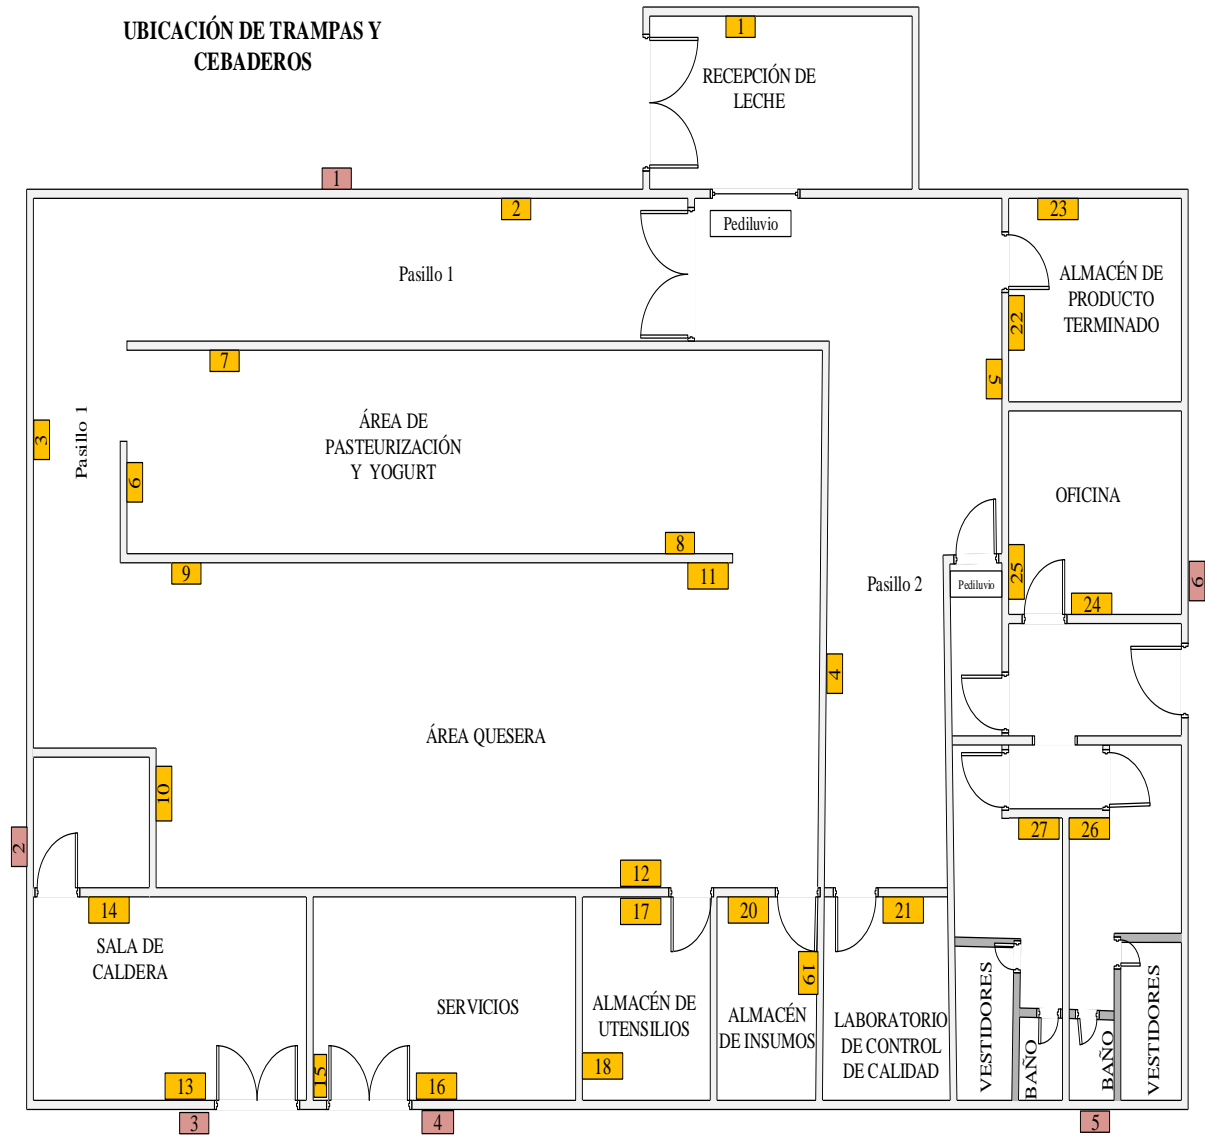 UBICACIÓN DE TRAMPAS Y
CEBADEROS
1
RECEPCIÓN DE
LECHE
1
2
Pediluvio
23
Pasillo 1
ALMACÉN DE
PRODUCTO
TERMINADO
22
7
5
ÁREA DE
PASTEURIZACIÓN
Y YOGURT
3
Pasillo 1
6
OFICINA
8
9
11
Pasillo 2
Pediluvio
25
24
6
4
ÁREA QUESERA
10
2
27
26
12
14
17
20
21
SALA DE
CALDERA
19
SERVICIOS
ALMACÉN DE
UTENSILIOS
ALMACÉN
DE INSUMOS
LABORATORIO
DE CONTROL
DE CALIDAD
VESTIDORES
BAÑO
BAÑO
VESTIDORES
13
15
16
18
3
4
5